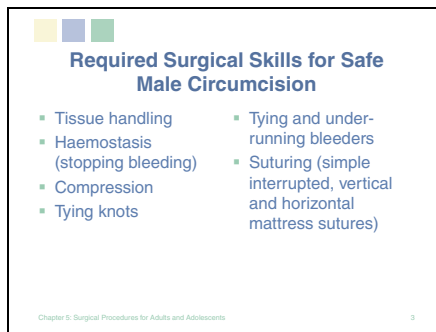 Required Surgical Skills for Safe
Male Circumcision
Tissue handling
Haemostasis
(stopping bleeding)
Compression
Tying knots
Tying and under-
running bleeders
Suturing (simple
interrupted, vertical
and horizontal
mattress sutures)
Chapter 5: Surgical Procedures for Adults and Adolescents
3